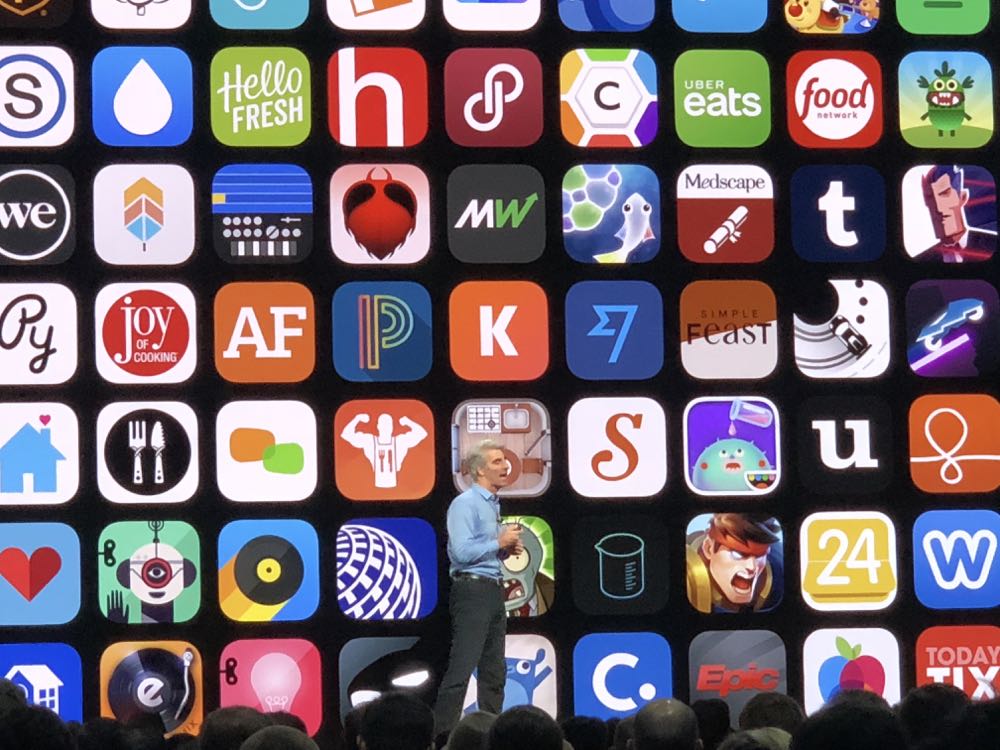 S
Hello
FRESH
h
C
UBER
eats
food
network
we
MW
Medscape
t
Py
joy
OF
COOKING
AF
P
K
7
SIMPLE
Feast
S
u
24
W
e
C.
Epic
TODAY
TIX